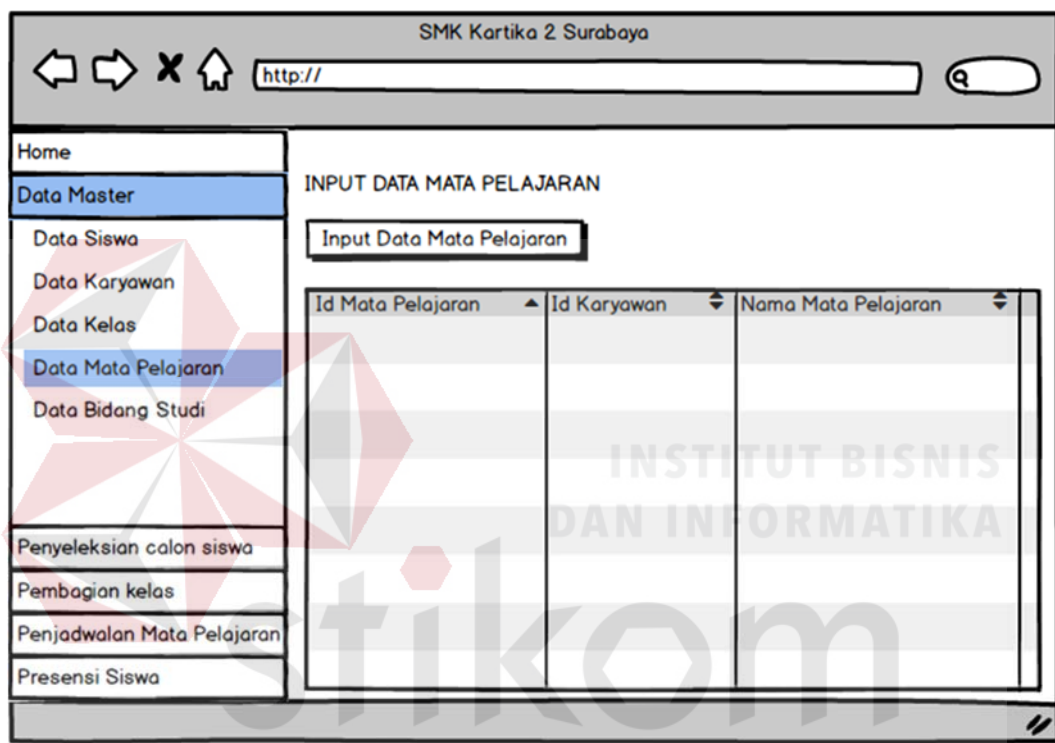 SMK Kartika 2 Surabaya
http://
Home
Data Master
Data Siswa
Data Karyawan
Data Kelas
Data Mata Pelajaran
Data Bidang Studi
Penyeleksian calon siswa
Pembagian kelas
Penjadwalan Mata Pelajaran
Presensi Siswa
INPUT DATA MATA PELAJARAN
Input Data Mata Pelajaran
Id Mata Pelajaran Id Karyawan Nama Mata Pelajaran
INSTITUT BISNIS
DAN INFORMATIKA
stikom